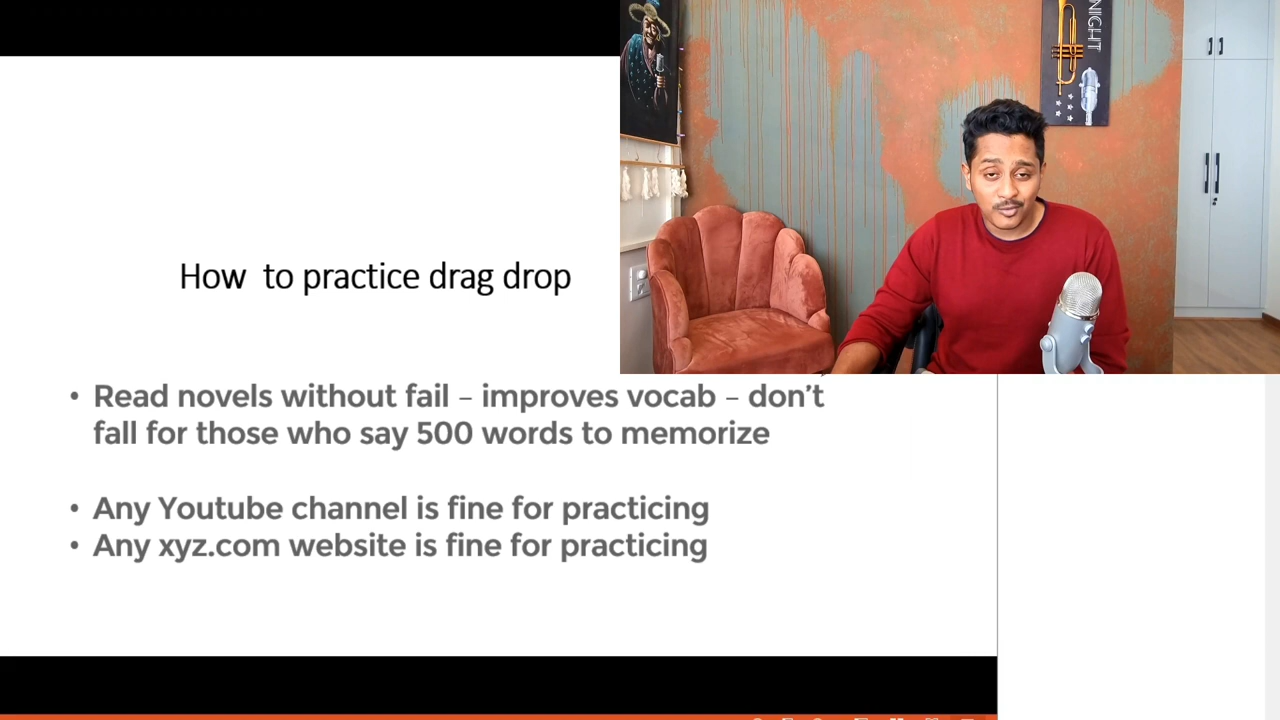 NIGHT
How to practice drag drop
• Read novels without fail – improves vocab – don't
fall for those who say 500 words to memorize
• Any Youtube channel is fine for practicing
• Any xyz.com website is fine for practicing